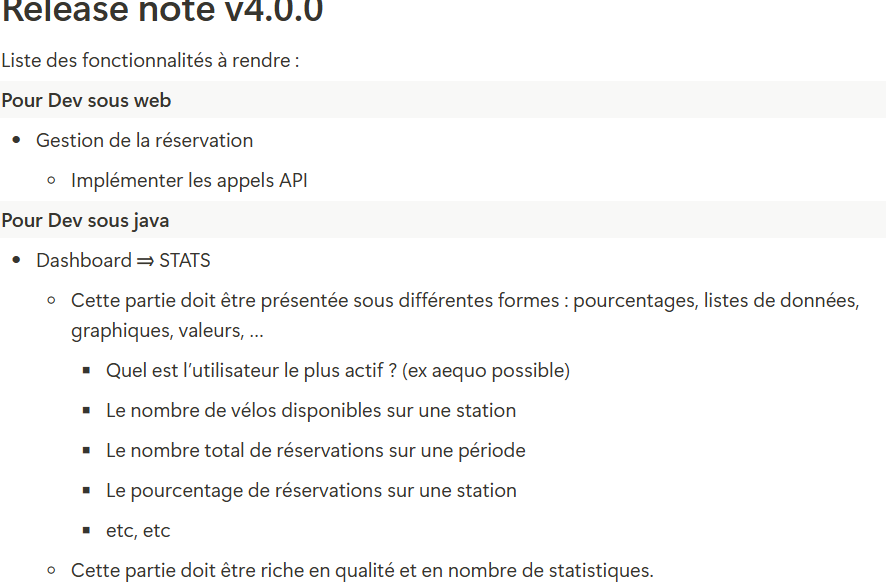 Release note v4.0.0
Liste des fonctionnalités à rendre :
Pour Dev sous web
Gestion de la réservation
Implémenter les appels API
Pour Dev sous java
Dashboard ⟹ STATS
Cette partie doit être présentée sous différentes formes : pourcentages, listes de données,
graphiques, valeurs, ...
Quel est l'utilisateur le plus actif ? (ex aequo possible)
Le nombre de vélos disponibles sur une station
Le nombre total de réservations sur une période
Le pourcentage de réservations sur une station
etc, etc
Cette partie doit être riche en qualité et en nombre de statistiques.